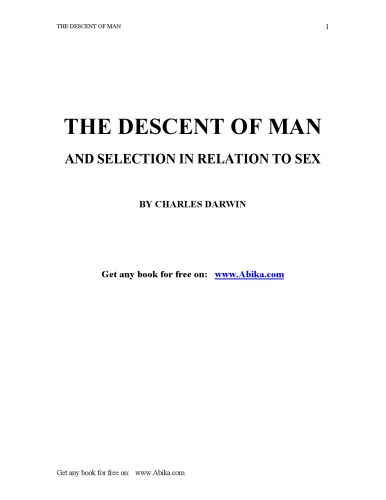 THE DESCENT OF MAN 1
THE DESCENT OF MAN
AND SELECTION IN RELATION TO SEX
BY CHARLES DARWIN
Get any book for free on: www.Abika.com
Get any book for free on: www.Abika.com